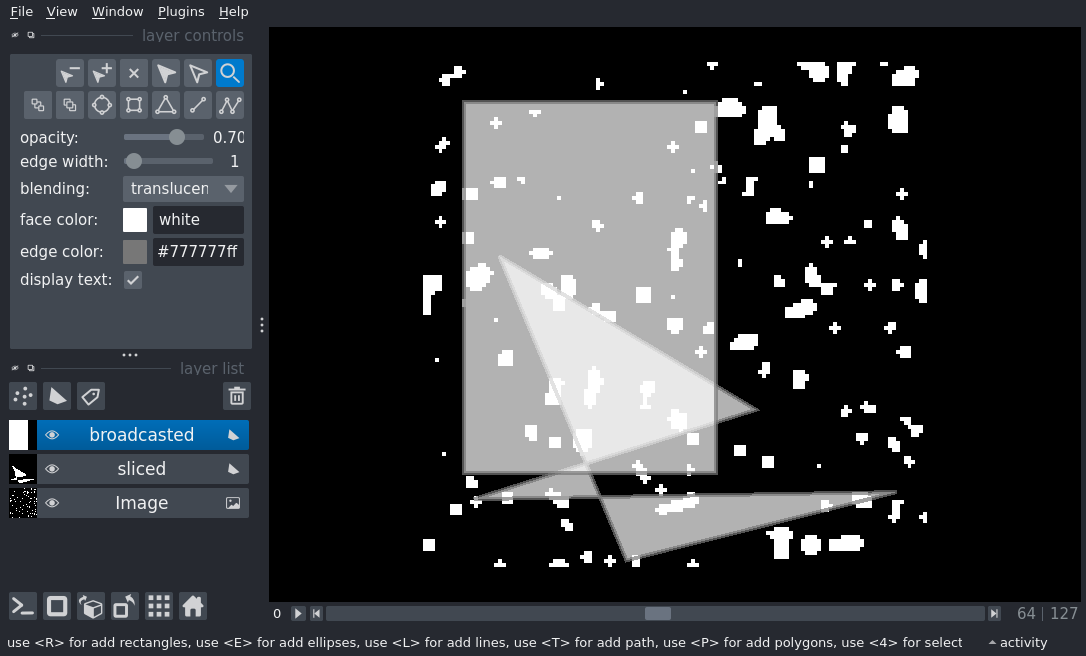 File View Window Plugins Help
layer controls
opacity: 0.70
edge width: 1
blending: translucen
face color: white
edge color: #777777ff
display text:
layer list
broadcasted
sliced
Image
0 64 | 127
use <R> for add rectangles, use <E> for add ellipses, use <L> for add lines, use <T> for add path, use <P> for add polygons, use <4> for select activity